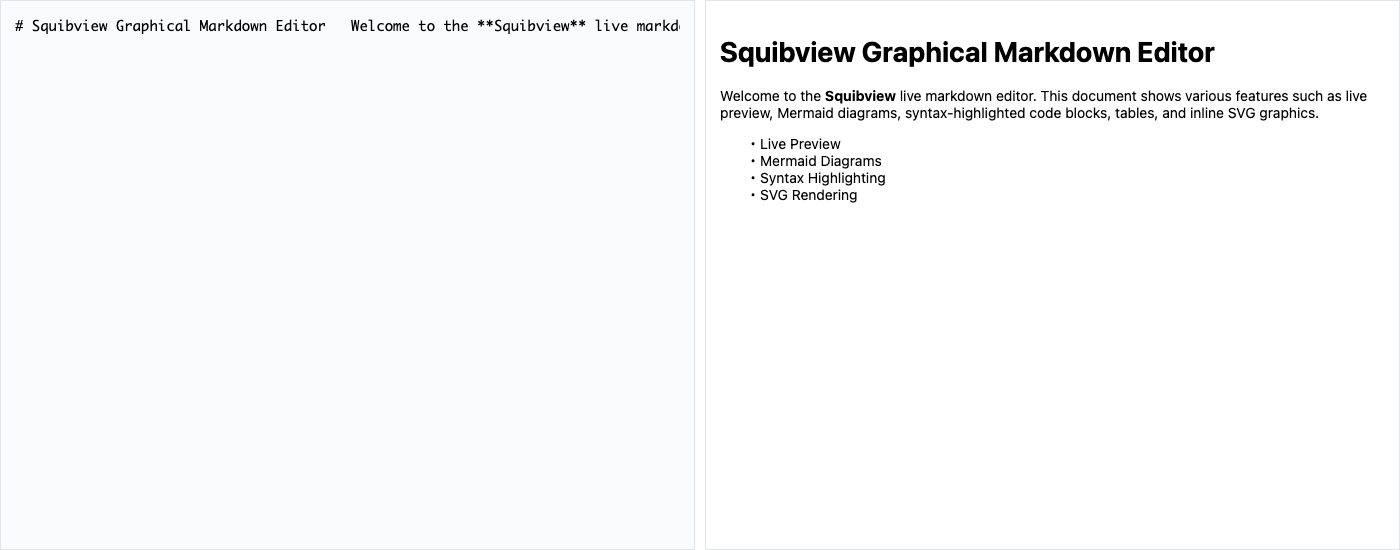 # Squibview Graphical Markdown Editor   Welcome to the **Squibview** live
Squibview Graphical Markdown Editor
Welcome to the Squibview live markdown editor. This document shows various features such as live
preview, Mermaid diagrams, syntax-highlighted code blocks, tables, and inline SVG graphics.
• Live Preview
• Mermaid Diagrams
• Syntax Highlighting
• SVG Rendering